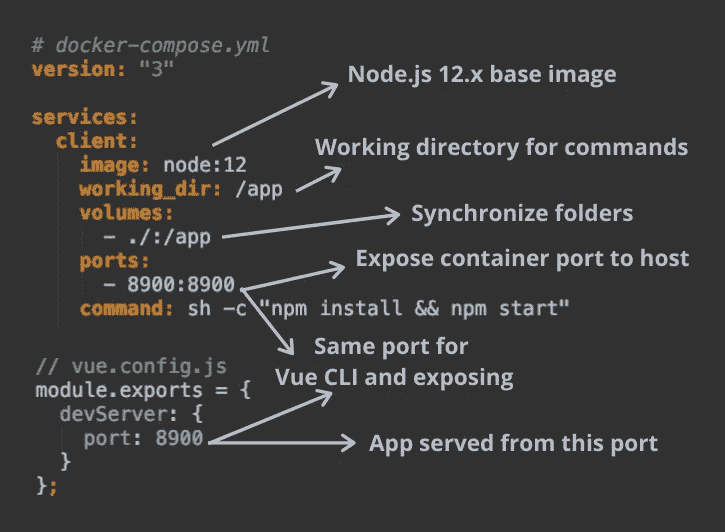 # docker-compose.yml
version: "3"
Node.js 12.x base image
services:
client:
Working directory for commands
image: node:12
working_dir: /app
volumes:
Synchronize folders
- ./:/app
ports:
Expose container port to host
- 8900:8900
command: sh -c "npm install && npm start"
Same port for
Vue CLI and exposing
// vue.config.js
module.exports = {
devServer: {
port: 8900
App served from this port
}
};